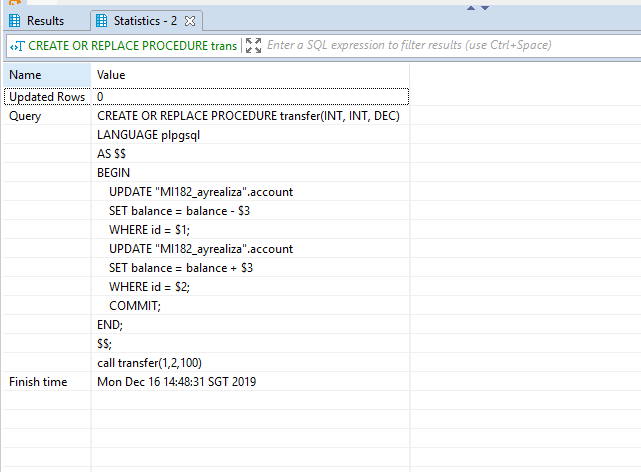 Results
Statistics - 2
CREATE OR REPLACE PROCEDURE trans
Enter a SQL expression to filter results (use Ctrl+Space)
Name Value
Updated Rows 0
Query CREATE OR REPLACE PROCEDURE transfer(INT, INT, DEC)
LANGUAGE plpgsql
AS $$
BEGIN
UPDATE "MI182_ayrealiza".account
SET balance = balance - $3
WHERE id = $1;
UPDATE "MI182_ayrealiza".account
SET balance = balance + $3
WHERE id = $2;
COMMIT;
END;
$$;
call transfer(1,2,100)
Finish time Mon Dec 16 14:48:31 SGT 2019